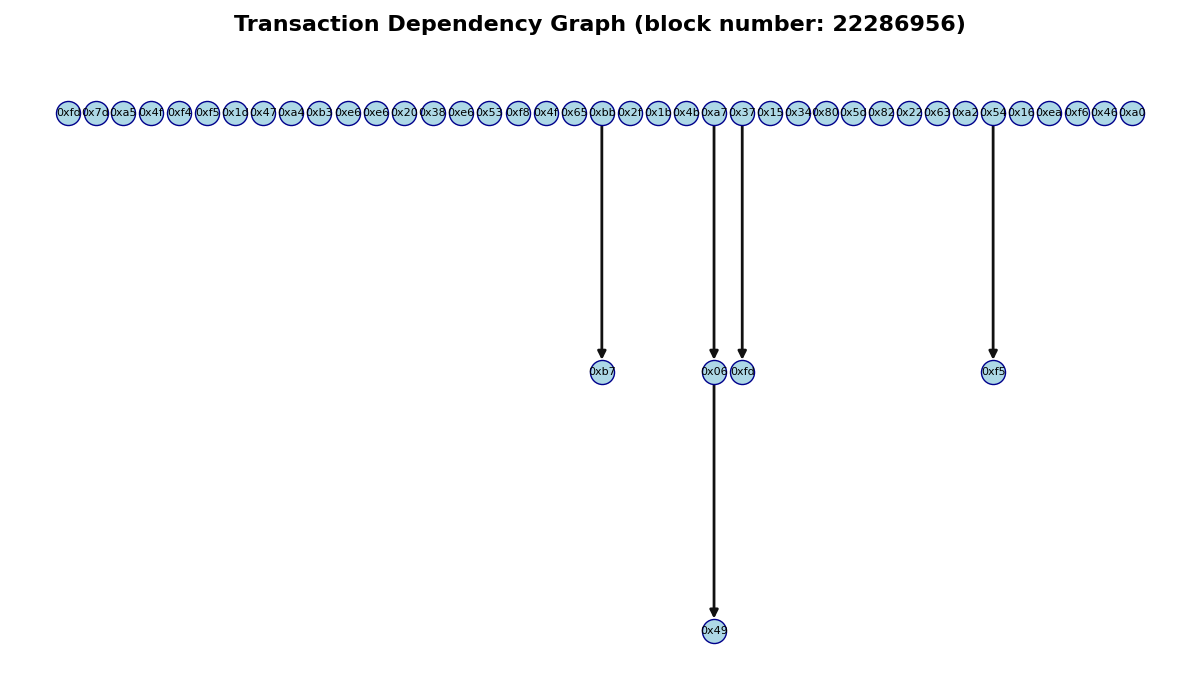 Transaction Dependency Graph (block number: 22286956)
0xfd 0x7d 0xa5 0x4f 0xf4 0xf5 0x1d 0x47 0xa4 0xb3 0xe6 0xe6 0x20 0x38 0xe6 0x53 0xf8 0x4f 0x65 0xbb 0x2f 0x1b 0x4b 0xa7 0x37 0x15 0x34 0x80 0x5d 0x82 0x22 0x63 0xa2 0x54 0x16 0xea 0xf6 0x46 0xa0
0xb7 0x06 0xfd 0xf5
0x49